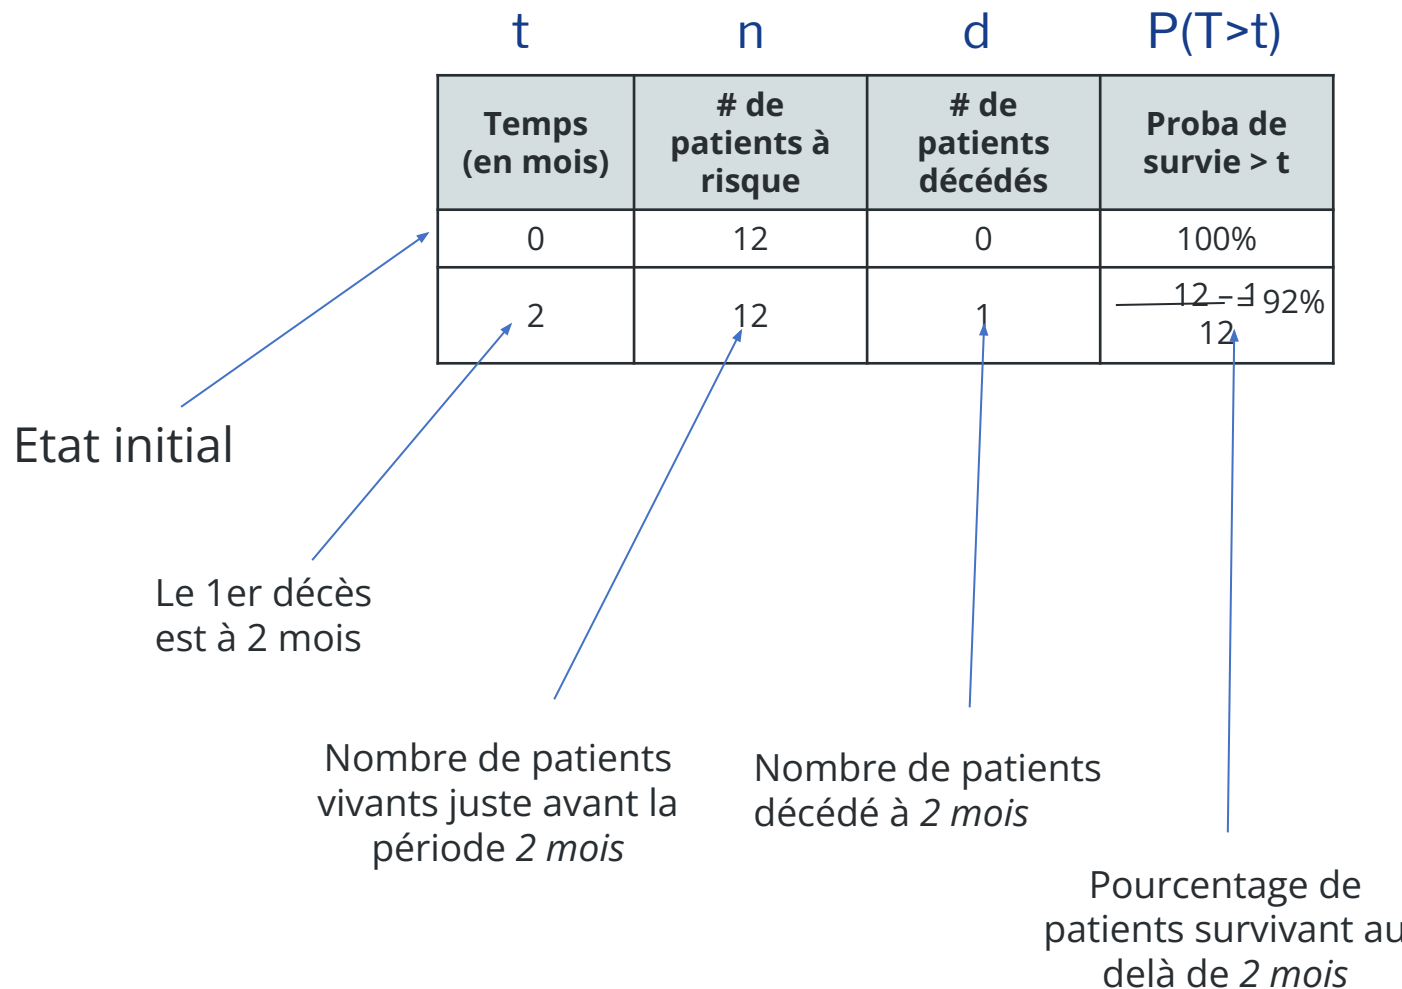 t n d P(T>t)
Temps
(en mois)
# de
patients à
risque
# de
patients
décédés
Proba de
survie > t
0 12 0 100%
2 12 1 12 – 1 = 92%
12
Etat initial
Le 1er décès
est à 2 mois
Nombre de patients
vivants juste avant la
période 2 mois
Nombre de patients
décédé à 2 mois
Pourcentage de
patients survivant au
delà de 2 mois